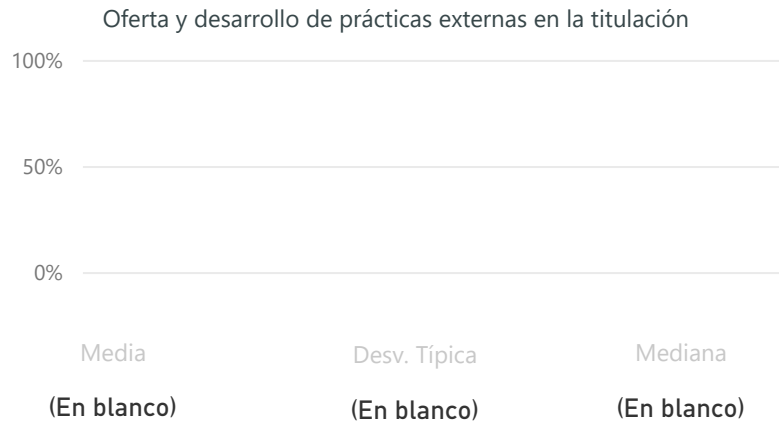 Oferta y desarrollo de prácticas externas en la titulación
100%
50%
0%
Media Desv. Típica Mediana
(En blanco) (En blanco) (En blanco)